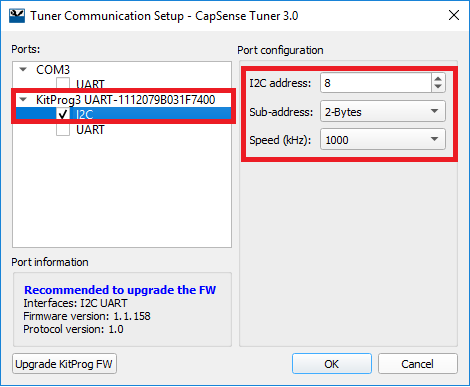 Tuner Communication Setup - CapSense Tuner 3.0
Ports:
COM3
UART
KitProg3 UART-1112079B031F7400
I2C
UART
Port configuration
I2C address: 8
Sub-address: 2-Bytes
Speed (kHz): 1000
Port information
Recommended to upgrade the FW
Interfaces: I2C UART
Firmware version: 1.1.158
Protocol version: 1.0
Upgrade KitProg FW
OK
Cancel